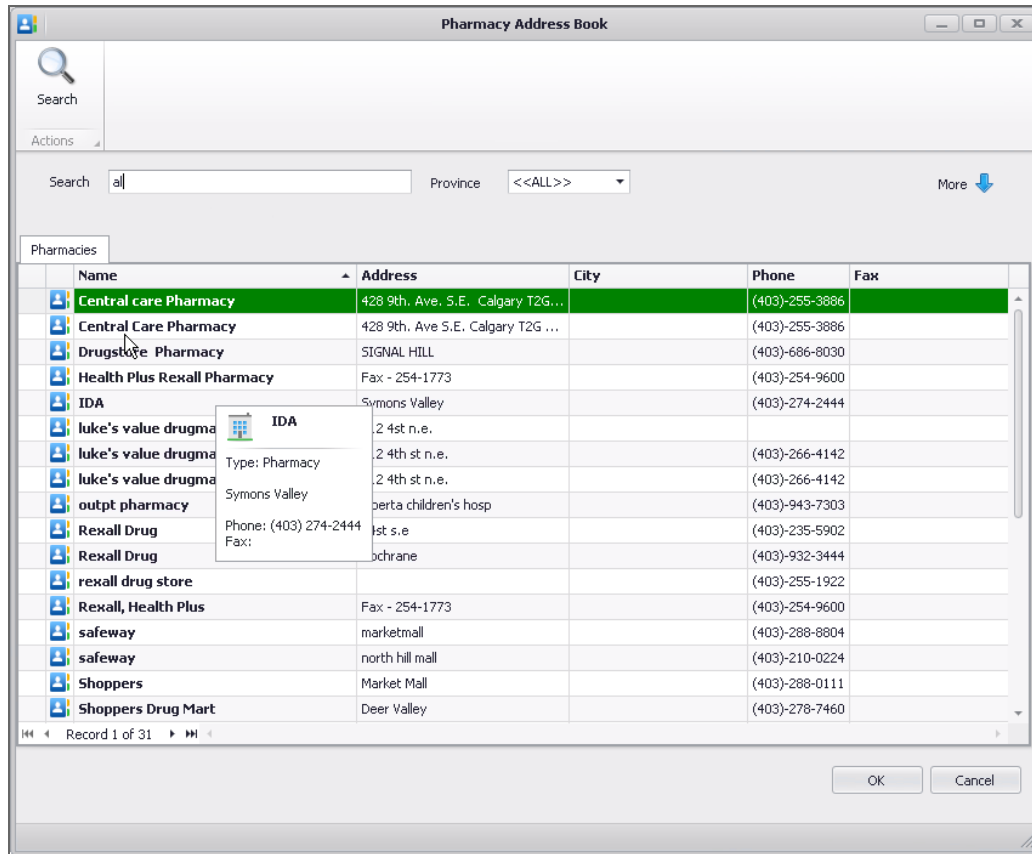 Pharmacy Address Book
Search
Actions
Search al Province <<ALL>> More
Pharmacies
Name Address City Phone Fax
Central care Pharmacy 428 9th. Ave. S.E. Calgary T2G... (403)-255-3886
Central Care Pharmacy 428 9th. Ave S.E. Calgary T2G ... (403)-255-3886
Drugstore Pharmacy SIGNAL HILL (403)-686-8030
Health Plus Rexall Pharmacy Fax - 254-1773 (403)-254-9600
IDA Symons Valley (403)-274-2444
luke's value drugma .2 4st n.e.
luke's value drugma .2 4th st n.e. (403)-266-4142
luke's value drugma .2 4th st n.e. (403)-266-4142
outpt pharmacy berta children's hosp (403)-943-7303
Rexall Drug 4st s.e (403)-235-5902
Rexall Drug ochrane (403)-932-3444
rexall drug store (403)-255-1922
Rexall, Health Plus Fax - 254-1773 (403)-254-9600
safeway marketmall (403)-288-8804
safeway north hill mall (403)-210-0224
Shoppers Market Mall (403)-288-0111
Shoppers Drug Mart Deer Valley (403)-278-7460
IDA
Type: Pharmacy
Symons Valley
Phone: (403) 274-2444
Fax:
Record 1 of 31
OK Cancel